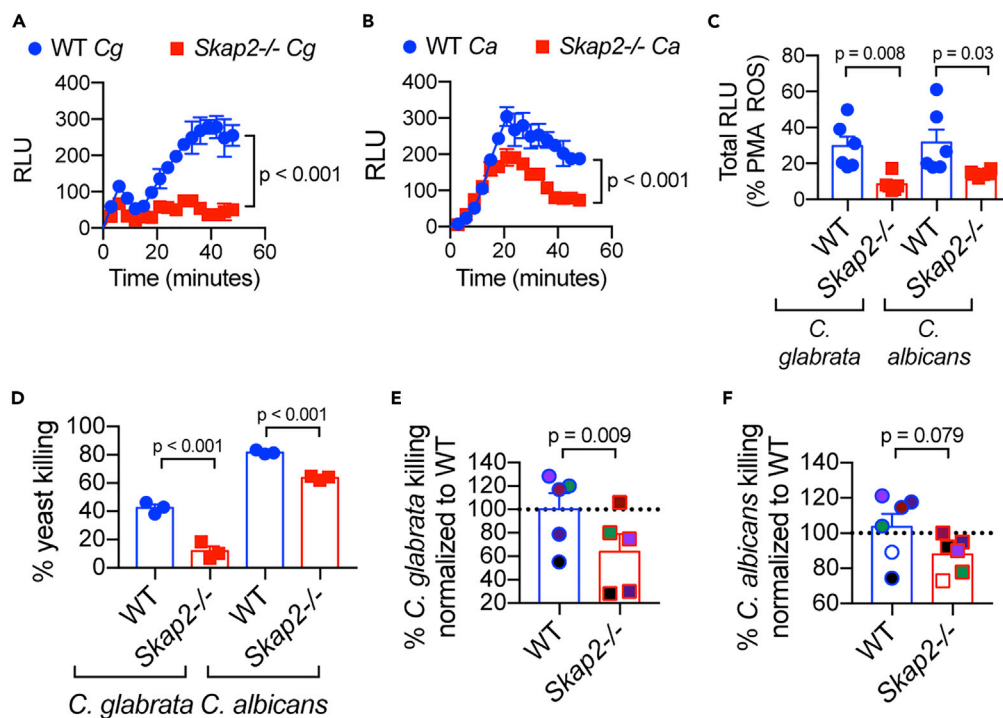 A
WT Cg
Skap2-/- Cg
RLU
400
300
200
100
0
0
20
40
60
Time (minutes)
p < 0.001
B
WT Ca
Skap2-/- Ca
RLU
400
300
200
100
0
0
20
40
60
Time (minutes)
p < 0.001
C
Total RLU
(% PMA ROS)
80
60
40
20
0
p = 0.008
p = 0.03
WT
Skap2-/-
WT
Skap2-/-
C.
glabrata
C.
albicans
D
% yeast killing
100
80
60
40
20
0
p < 0.001
p < 0.001
WT
Skap2-/-
WT
Skap2-/-
C. glabrata
C. albicans
E
% C. glabrata killing
normalized to WT
140
120
100
80
60
40
20
p = 0.009
WT
Skap2-/-
F
% C. albicans killing
normalized to WT
140
120
100
80
60
p = 0.079
WT
Skap2-/-